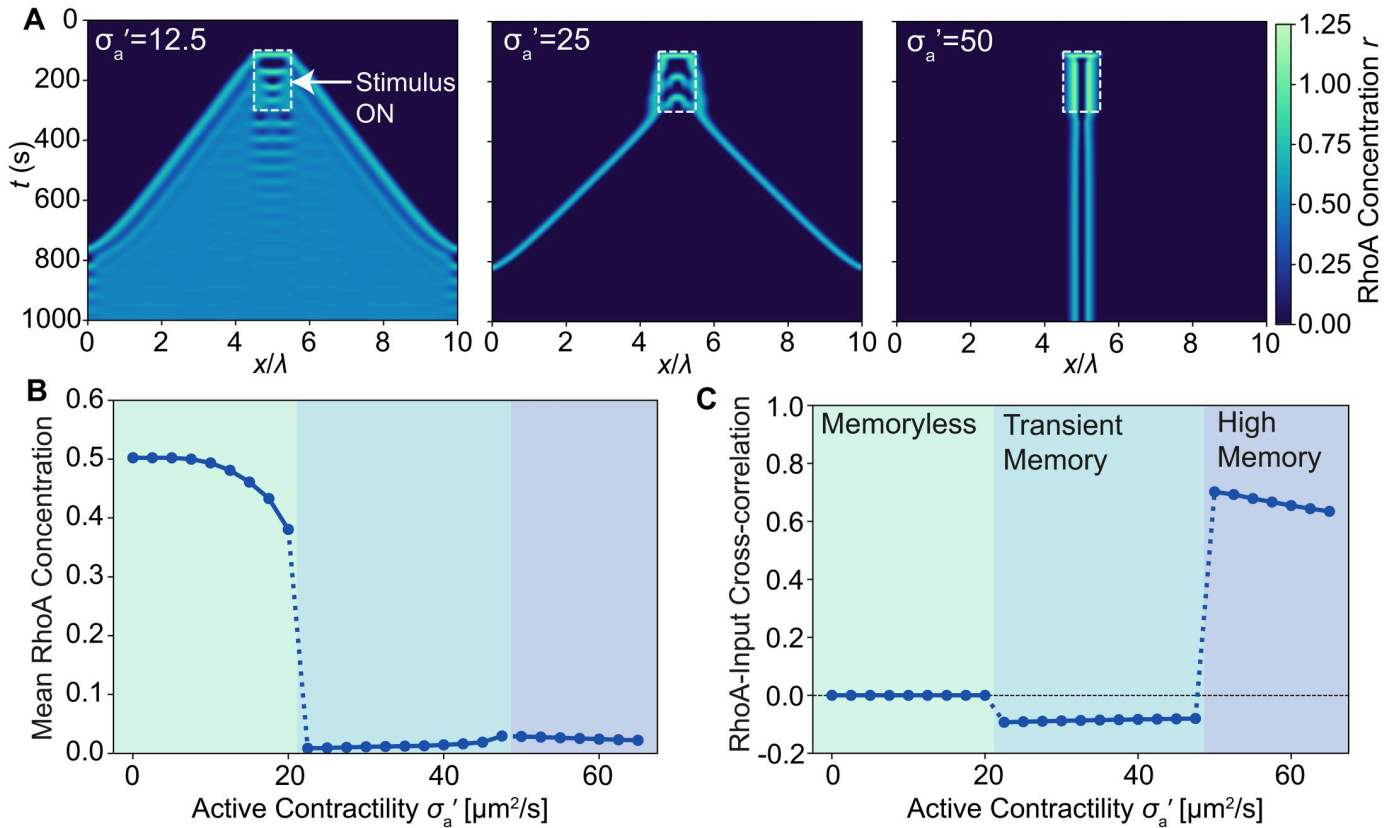 A
σa'=12.5
σa'=25
σa'=50
Stimulus
ON
t (s)
0
200
400
600
800
1000
0 2 4 6 8 10
x/λ
0 2 4 6 8 10
x/λ
0 2 4 6 8 10
x/λ
1.25
1.00
0.75
0.50
0.25
0.00
RhoA Concentration r
B
Mean RhoA Concentration
0.6
0.5
0.4
0.3
0.2
0.1
0.0
0 20 40 60
Active Contractility σa' [μm²/s]
C
RhoA-Input Cross-correlation
1.0
0.8
0.6
0.4
0.2
0.0
-0.2
Memoryless
Transient
Memory
High
Memory
0 20 40 60
Active Contractility σa' [μm²/s]